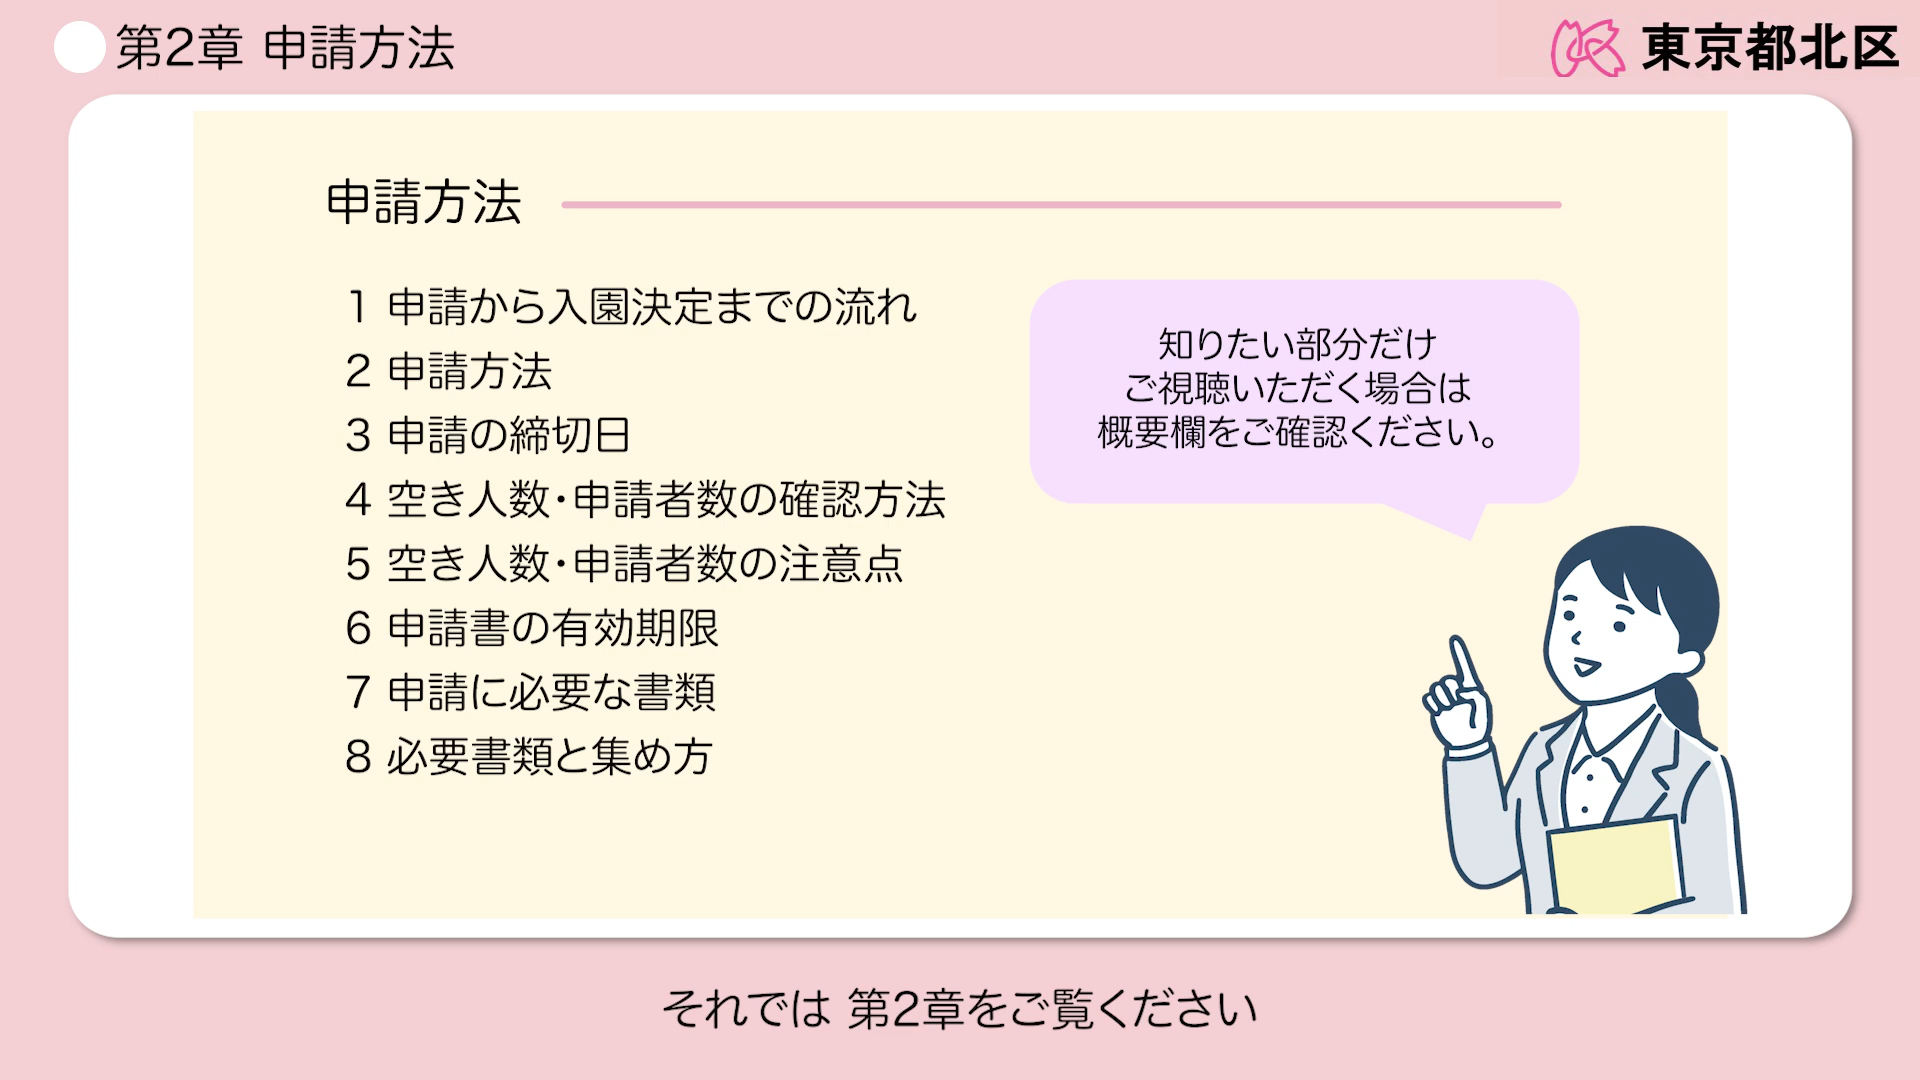 第2章 申請方法
東京都北区
申請方法
1 申請から入園決定までの流れ
2 申請方法
3 申請の締切日
4 空き人数・申請者数の確認方法
5 空き人数・申請者数の注意点
6 申請書の有効期限
7 申請に必要な書類
8 必要書類と集め方
知りたい部分だけ
ご視聴いただく場合は
概要欄をご確認ください。
それでは 第2章をご覧ください